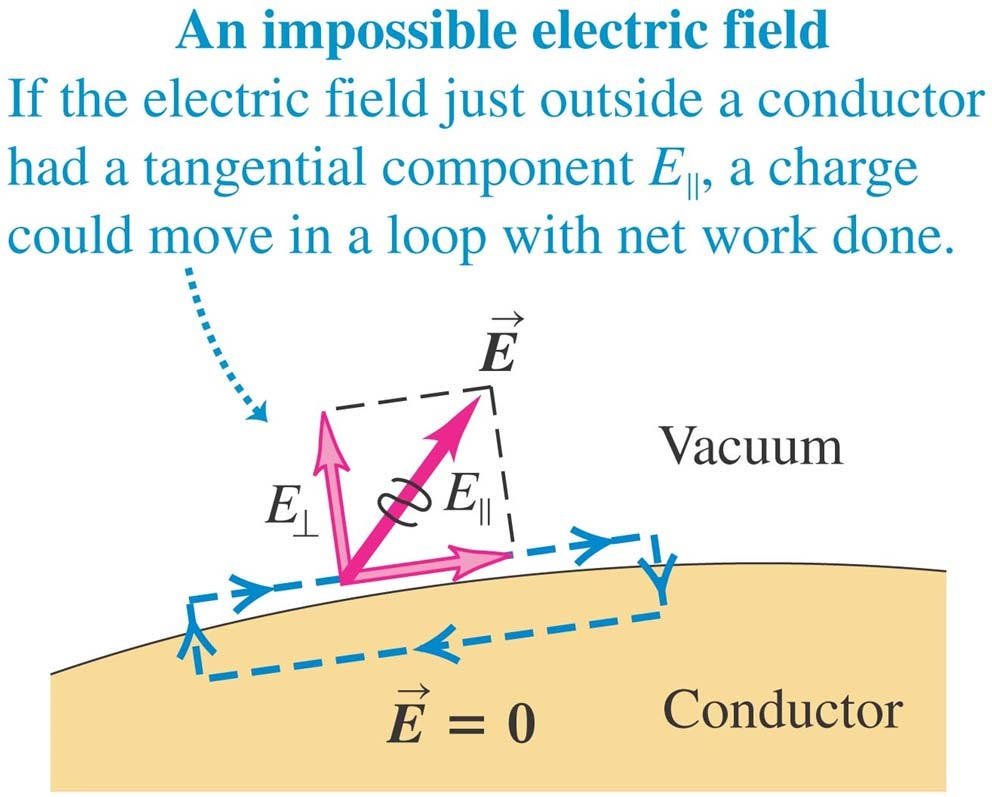 An impossible electric field
If the electric field just outside a conductor
had a tangential component E∥, a charge
could move in a loop with net work done.
E⃗
Vacuum
E⊥
E∥
E⃗ = 0
Conductor